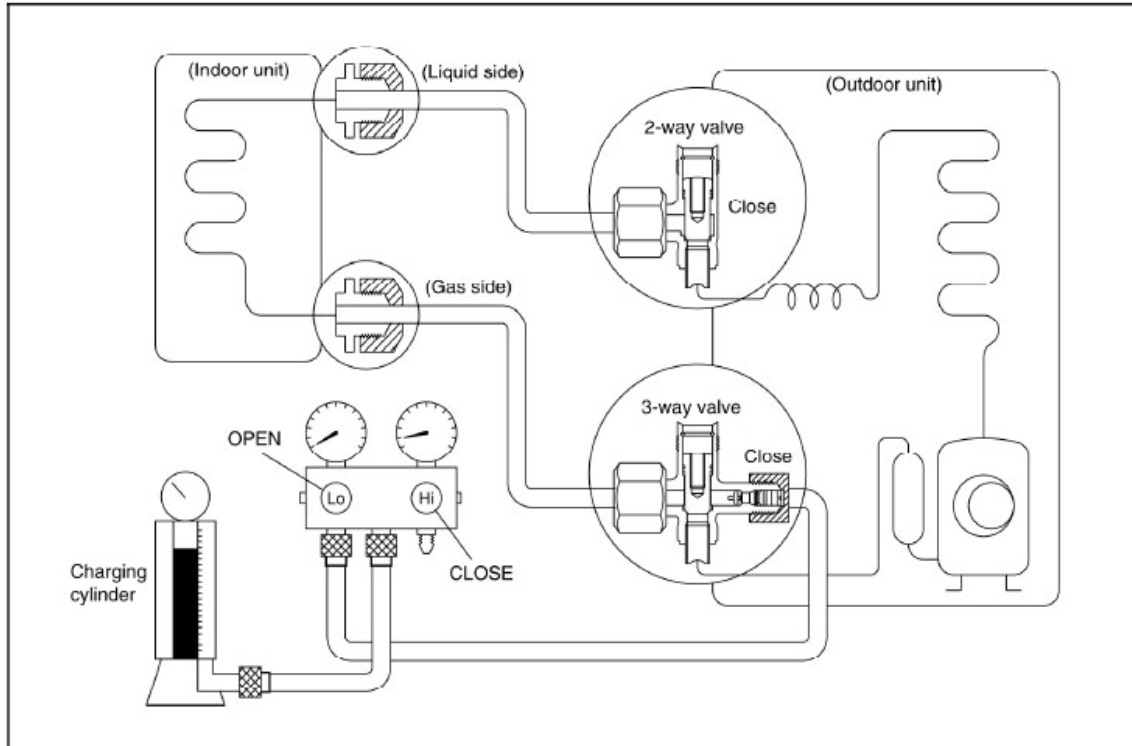 (Indoor unit)
(Liquid side)
(Outdoor unit)
2-way valve
Close
(Gas side)
3-way valve
Close
OPEN
Lo
Hi
CLOSE
Charging
cylinder